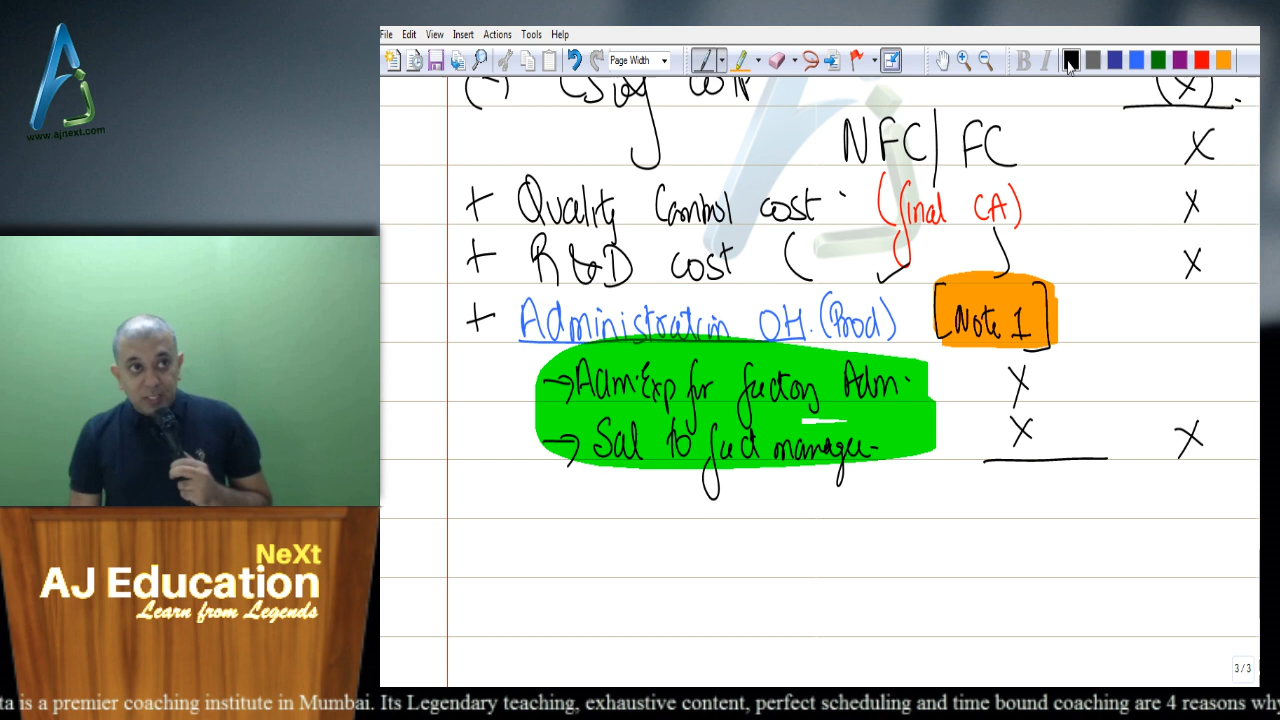 www.ajnext.com
File Edit View Insert Actions Tools Help
Page Width
B I
(-)
(X)
NFC | FC X
+ Quality Control cost (final CA) X
+ R&D cost ( ) X
+ Administration OH. (Prod) [Note 1]
→ Adm. Exp for factory Adm. X
→ Sal to fact manager X X
3/3
NeXt
AJ Education
Learn from Legends
ta is a premier coaching institute in Mumbai. Its Legendary teaching, exhaustive content, perfect scheduling and time bound coaching are 4 reasons why